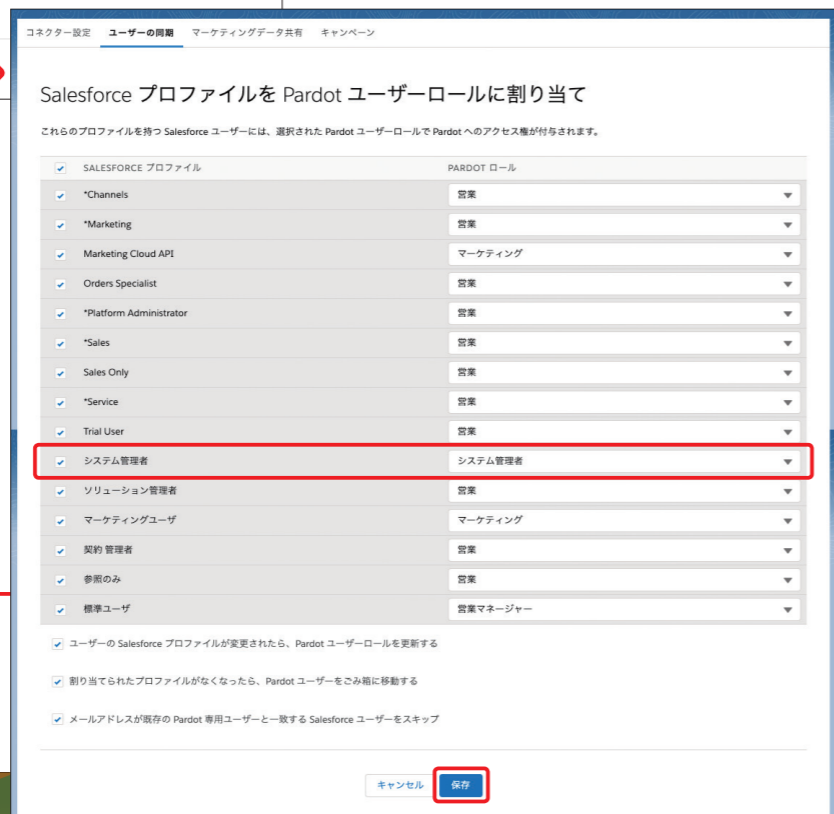 コネクター設定 ユーザーの同期 マーケティングデータ共有 キャンペーン
Salesforce プロファイルを Pardot ユーザーロールに割り当て
これらのプロファイルを持つ Salesforce ユーザーには、選択された Pardot ユーザーロールで Pardot へのアクセス権が付与されます。
SALESFORCE プロファイル PARDOT ロール
*Channels 営業
*Marketing 営業
Marketing Cloud API マーケティング
Orders Specialist 営業
*Platform Administrator 営業
*Sales 営業
Sales Only 営業
*Service 営業
Trial User 営業
システム管理者 システム管理者
ソリューション管理者 営業
マーケティングユーザ マーケティング
契約 管理者 営業
参照のみ 営業
標準ユーザ 営業マネージャー
ユーザーの Salesforce プロファイルが変更されたら、Pardot ユーザーロールを更新する
割り当てられたプロファイルがなくなったら、Pardot ユーザーをごみ箱に移動する
メールアドレスが既存の Pardot 専用ユーザーと一致する Salesforce ユーザーをスキップ
キャンセル 保存